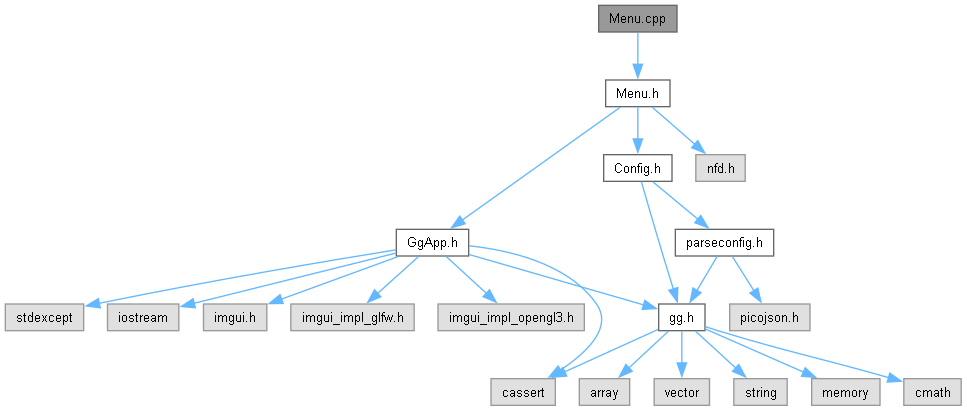 Menu.cpp
Menu.h
Config.h
nfd.h
GgApp.h
parseconfig.h
stdexcept
iostream
imgui.h
imgui_impl_glfw.h
imgui_impl_opengl3.h
gg.h
picojson.h
cassert
array
vector
string
memory
cmath